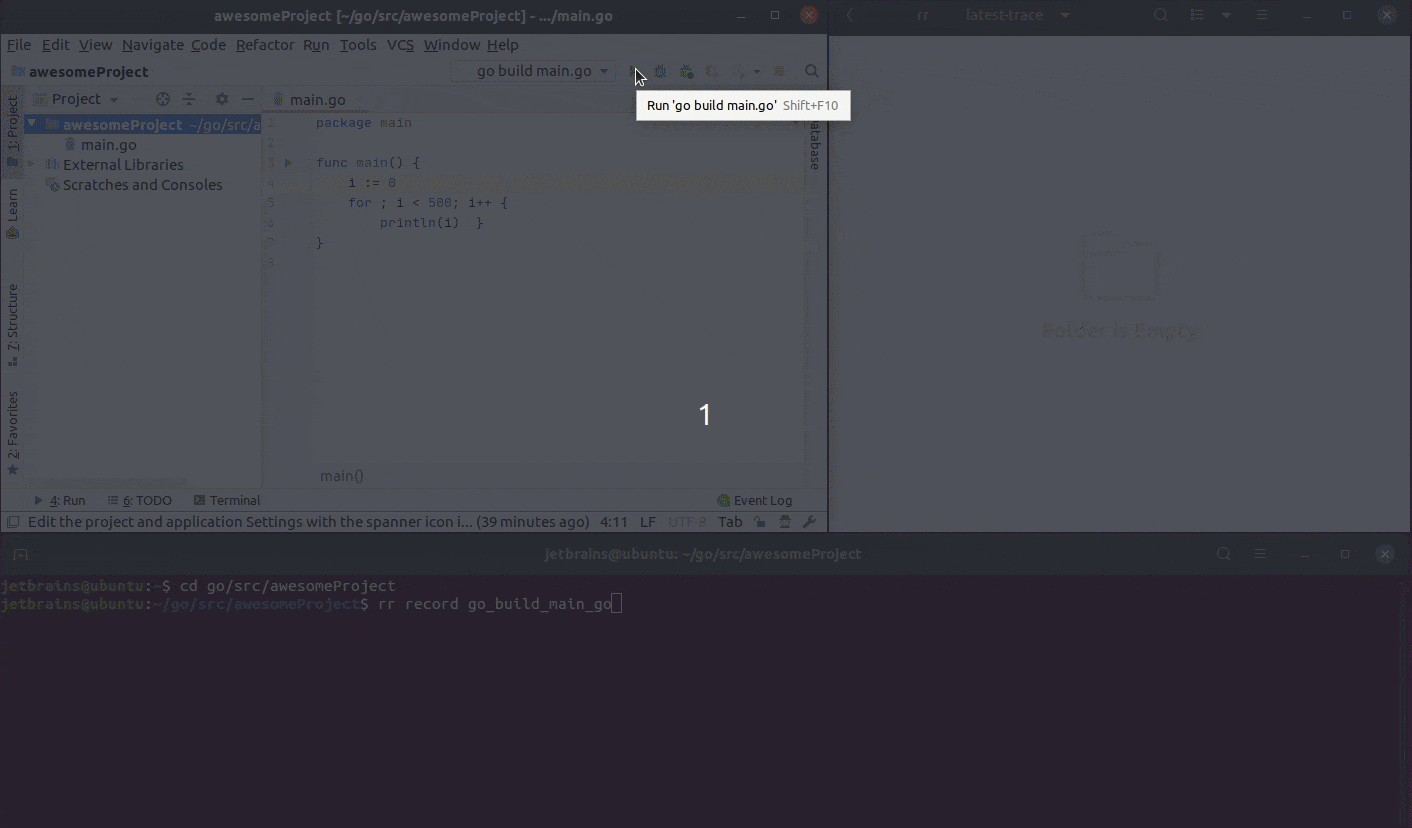 awesomeProject [~/go/src/awesomeProject] - .../main.go
rr latest-trace
File Edit View Navigate Code Refactor Run Tools VCS Window Help
awesomeProject
go build main.go
Run 'go build main.go' Shift+F10
Project
main.go
1: Project
Learn
7: Structure
2: Favorites
awesomeProject ~/go/src/a
main.go
External Libraries
Scratches and Consoles
1 package main
2
3 func main() {
4 i := 0
5 for ; i < 500; i++ {
6 println(i) }
7 }
8
atabase
Folder is Empty
1
main()
4: Run 6: TODO Terminal Event Log
Edit the project and application Settings with the spanner icon i... (39 minutes ago) 4:11 LF UTF-8 Tab
jetbrains@ubuntu: ~/go/src/awesomeProject
jetbrains@ubuntu:~$ cd go/src/awesomeProject
jetbrains@ubuntu:~/go/src/awesomeProject$ rr record go_build_main_go